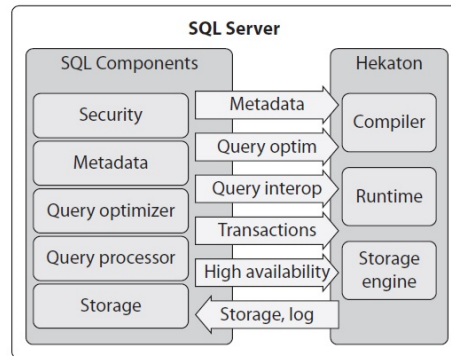 SQL Server
SQL Components
Security
Metadata
Query optimizer
Query processor
Storage
Metadata
Query optim
Query interop
Transactions
High availability
Storage, log
Hekaton
Compiler
Runtime
Storage
engine